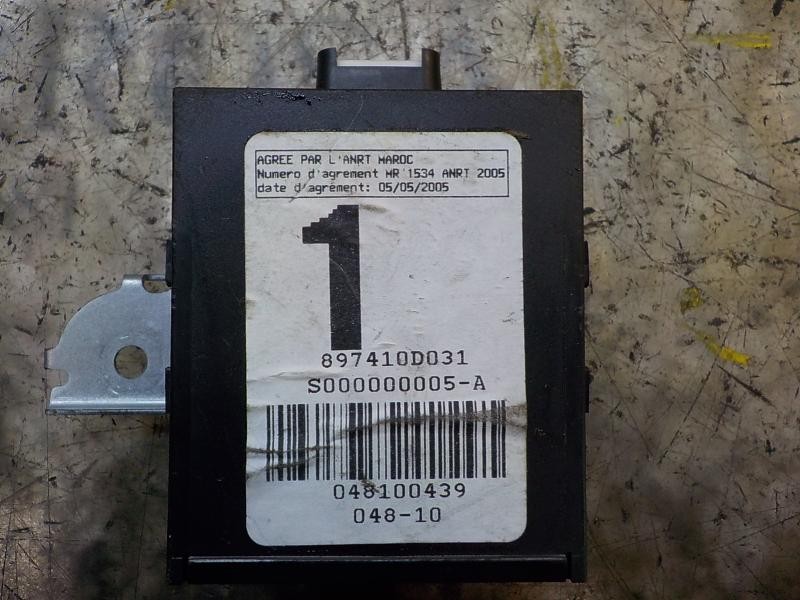 AGREE PAR L'ANRT MAROC
Numero d'agrement MR 1534 ANRT 2005
date d'agrément: 05/05/2005
1
897410D031
S000000005-A
048100439
048-10